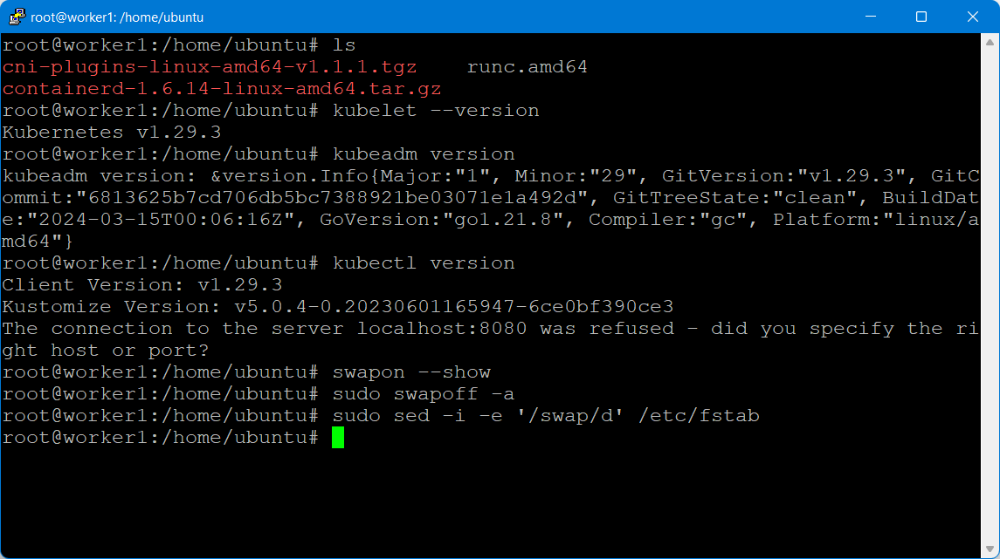 root@worker1: /home/ubuntu
root@worker1:/home/ubuntu# ls
cni-plugins-linux-amd64-v1.1.1.tgz    runc.amd64
containerd-1.6.14-linux-amd64.tar.gz
root@worker1:/home/ubuntu# kubelet --version
Kubernetes v1.29.3
root@worker1:/home/ubuntu# kubeadm version
kubeadm version: &version.Info{Major:"1", Minor:"29", GitVersion:"v1.29.3", GitC
ommit:"6813625b7cd706db5bc7388921be03071e1a492d", GitTreeState:"clean", BuildDat
e:"2024-03-15T00:06:16Z", GoVersion:"go1.21.8", Compiler:"gc", Platform:"linux/a
md64"}
root@worker1:/home/ubuntu# kubectl version
Client Version: v1.29.3
Kustomize Version: v5.0.4-0.20230601165947-6ce0bf390ce3
The connection to the server localhost:8080 was refused - did you specify the ri
ght host or port?
root@worker1:/home/ubuntu# swapon --show
root@worker1:/home/ubuntu# sudo swapoff -a
root@worker1:/home/ubuntu# sudo sed -i -e '/swap/d' /etc/fstab
root@worker1:/home/ubuntu#